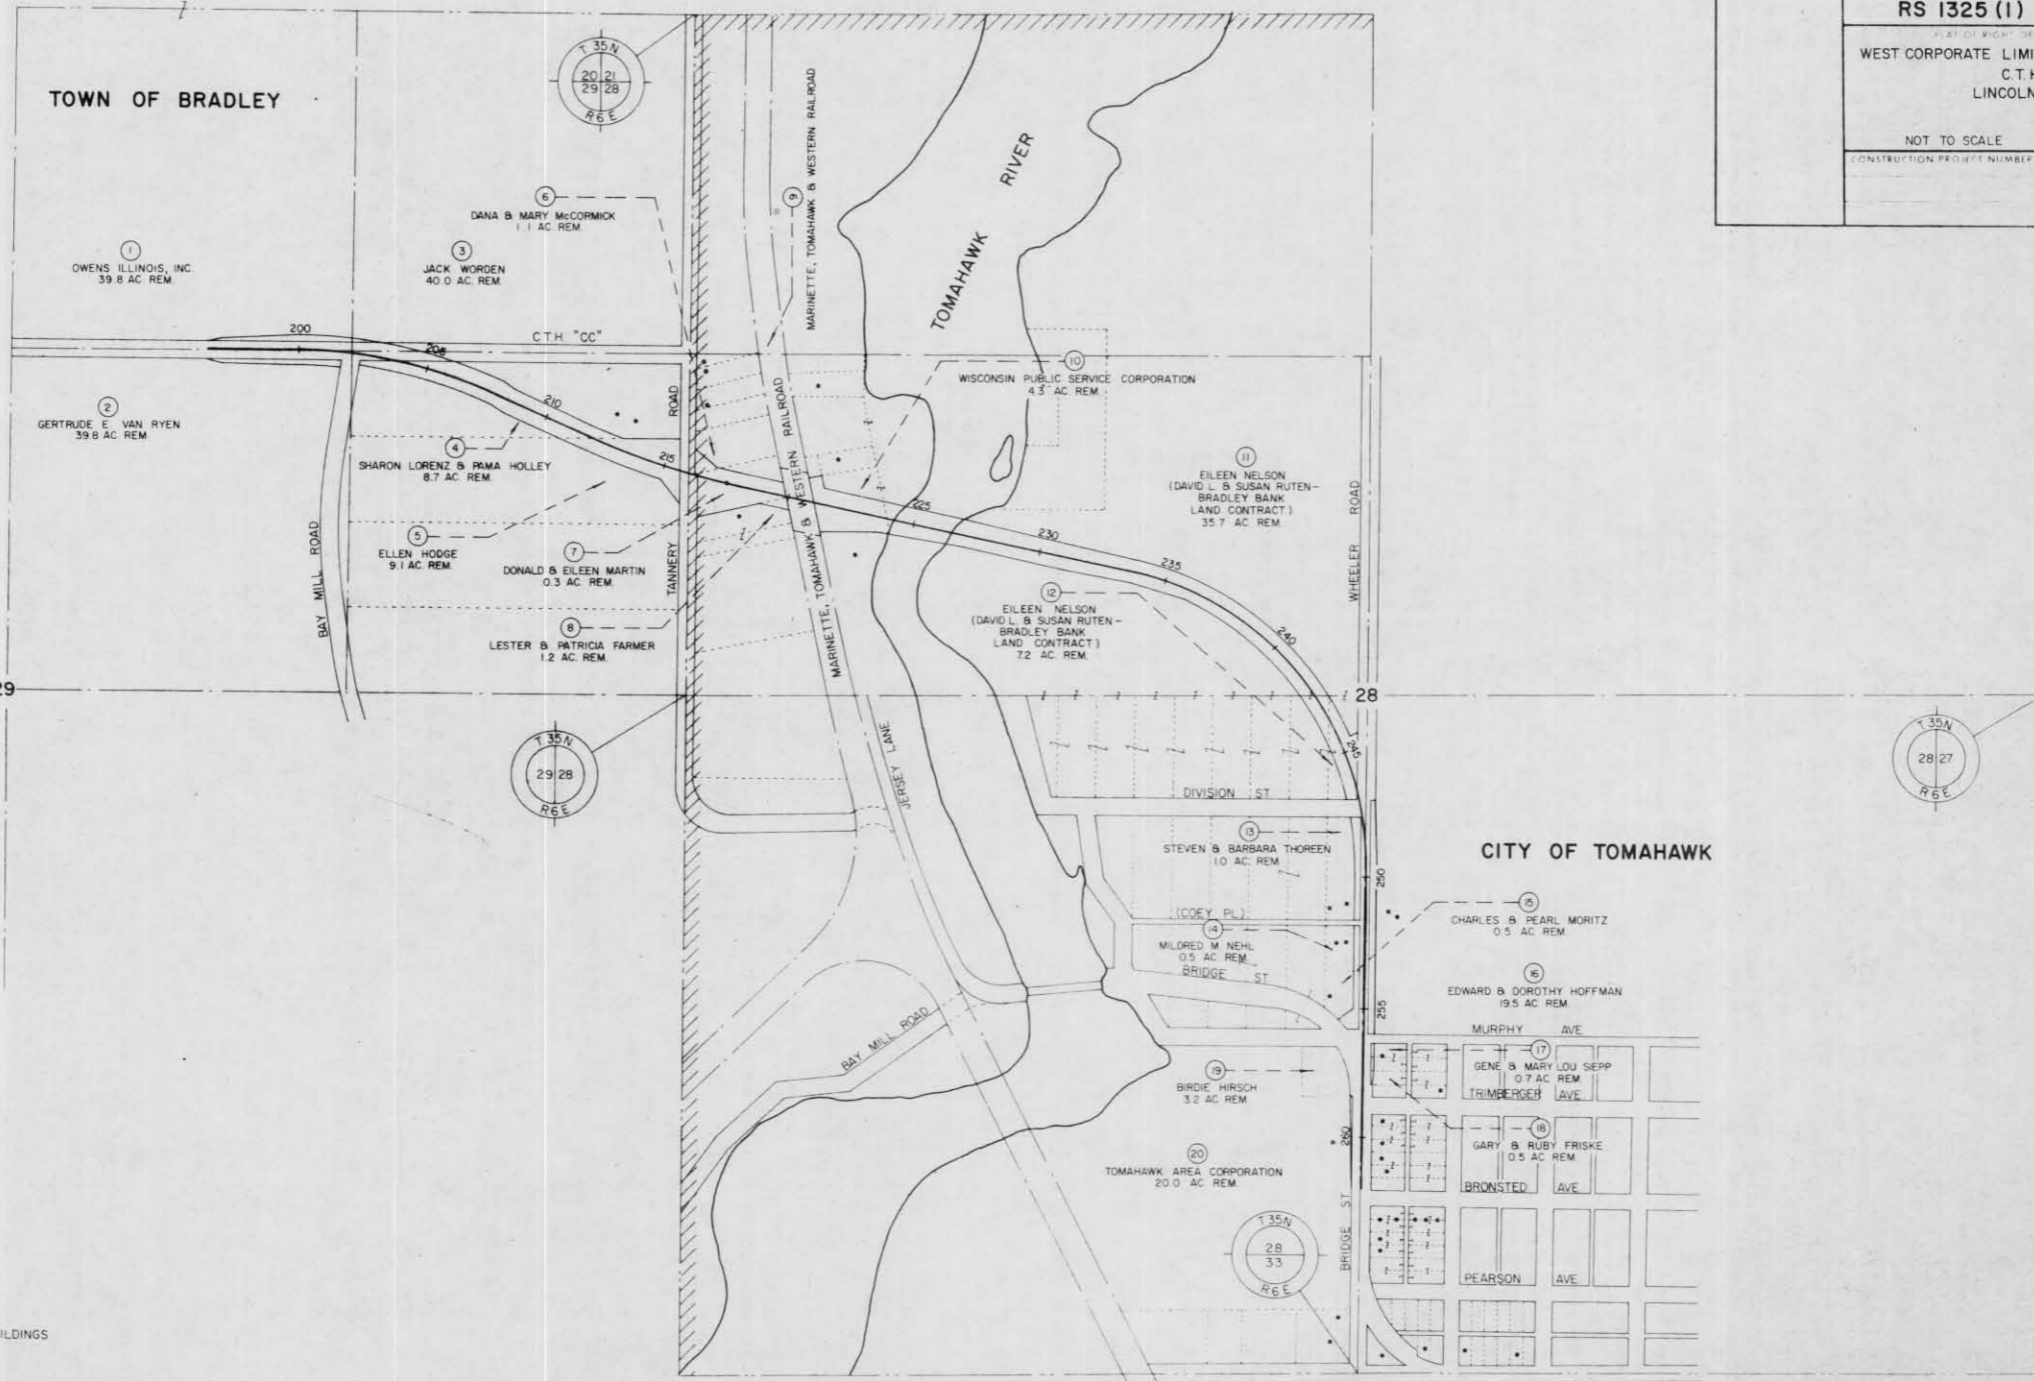 RS 1325 (1)
PLAT OF RIGHT OF
WEST CORPORATE LIMI
C.T. H
LINCOLN
NOT TO SCALE
CONSTRUCTION PROJECT NUMBER
TOWN OF BRADLEY
T 35N
20 21
29 28
R6E
MARINETTE, TOMAHAWK & WESTERN RAILROAD
TOMAHAWK RIVER
6
DANA & MARY McCORMICK
1.1 AC. REM.
9
1
OWENS ILLINOIS, INC.
39.8 AC. REM.
3
JACK WORDEN
40.0 AC. REM.
200
C.T.H. "CC"
205
10
WISCONSIN PUBLIC SERVICE CORPORATION
4.3 AC. REM.
2
GERTRUDE E. VAN RYEN
39.8 AC. REM
210
TANNERY ROAD
4
SHARON LORENZ & PAMA HOLLEY
8.7 AC. REM.
215
11
EILEEN NELSON
(DAVID L. & SUSAN RUTEN-
BRADLEY BANK
LAND CONTRACT)
35.7 AC. REM.
WHEELER ROAD
MARINETTE, TOMAHAWK & WESTERN RAILROAD
225
230
235
240
245
BAY MILL ROAD
5
ELLEN HODGE
9.1 AC. REM.
7
DONALD & EILEEN MARTIN
0.3 AC. REM.
12
EILEEN NELSON
(DAVID L. & SUSAN RUTEN-
BRADLEY BANK
LAND CONTRACT)
7.2 AC. REM.
8
LESTER & PATRICIA FARMER
1.2 AC. REM.
29
28
T 35N
29 28
R6E
JERSEY LANE
T 35N
28 27
R6E
DIVISION ST
13
STEVEN & BARBARA THOREEN
1.0 AC. REM
CITY OF TOMAHAWK
250
(COEY PL.)
14
MILDRED M. NEHL
0.5 AC. REM.
BRIDGE ST.
15
CHARLES & PEARL MORITZ
0.5 AC. REM
16
EDWARD & DOROTHY HOFFMAN
19.5 AC. REM.
255
BAY MILL ROAD
MURPHY AVE
17
GENE & MARY LOU SIEPP
0.7 AC. REM.
TRIMBERGER AVE
19
BIRDIE HIRSCH
3.2 AC. REM
18
GARY & RUBY FRISKE
0.5 AC. REM.
260
20
TOMAHAWK AREA CORPORATION
20.0 AC. REM.
BRONSTED AVE
BRIDGE ST
T 35N
28
33
R6E
PEARSON AVE
ILDINGS